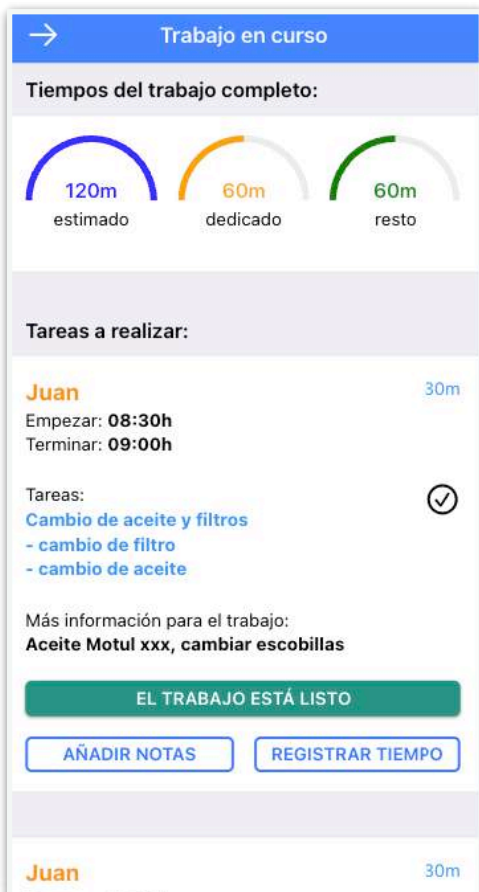 Trabajo en curso
Tiempos del trabajo completo:
120m
estimado
60m
dedicado
60m
resto
Tareas a realizar:
Juan
30m
Empezar: 08:30h
Terminar: 09:00h
Tareas:
Cambio de aceite y filtros
- cambio de filtro
- cambio de aceite
Más información para el trabajo:
Aceite Motul xxx, cambiar escobillas
EL TRABAJO ESTÁ LISTO
AÑADIR NOTAS
REGISTRAR TIEMPO
Juan
30m